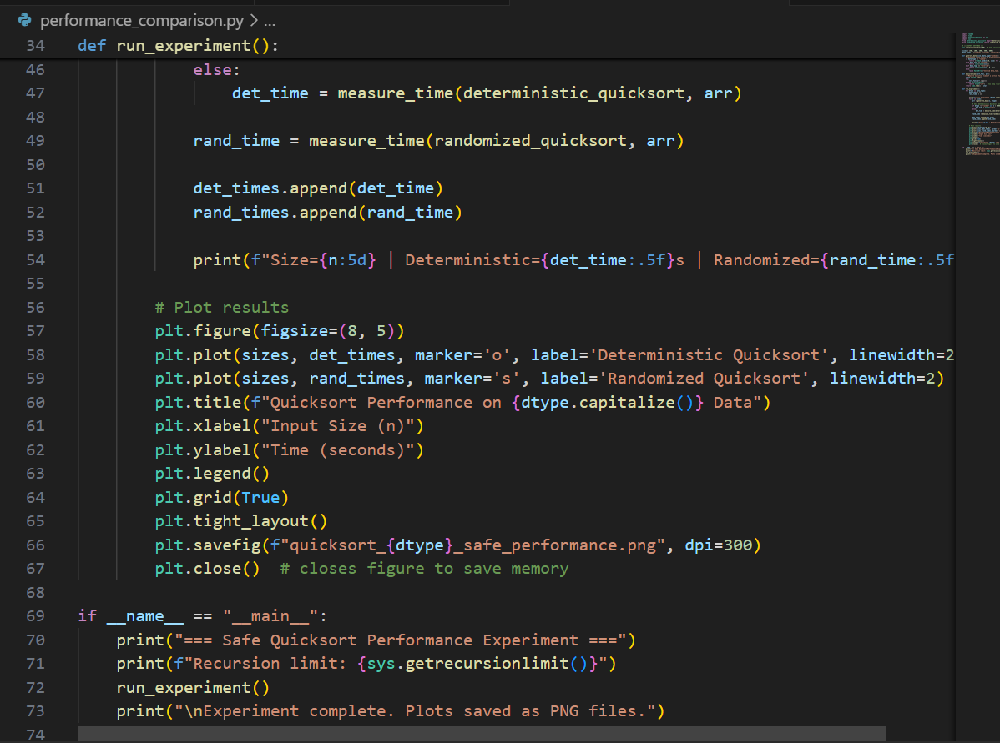 performance_comparison.py > ...
34 def run_experiment():
46 else:
47 det_time = measure_time(deterministic_quicksort, arr)
48
49 rand_time = measure_time(randomized_quicksort, arr)
50
51 det_times.append(det_time)
52 rand_times.append(rand_time)
53
54 print(f"Size={n:5d} | Deterministic={det_time:.5f}s | Randomized={rand_time:.5f
55
56 # Plot results
57 plt.figure(figsize=(8, 5))
58 plt.plot(sizes, det_times, marker='o', label='Deterministic Quicksort', linewidth=2
59 plt.plot(sizes, rand_times, marker='s', label='Randomized Quicksort', linewidth=2)
60 plt.title(f"Quicksort Performance on {dtype.capitalize()} Data")
61 plt.xlabel("Input Size (n)")
62 plt.ylabel("Time (seconds)")
63 plt.legend()
64 plt.grid(True)
65 plt.tight_layout()
66 plt.savefig(f"quicksort_{dtype}_safe_performance.png", dpi=300)
67 plt.close()  # closes figure to save memory
68
69 if __name__ == "__main__":
70 print("=== Safe Quicksort Performance Experiment ===")
71 print(f"Recursion limit: {sys.getrecursionlimit()}")
72 run_experiment()
73 print("\nExperiment complete. Plots saved as PNG files.")
74